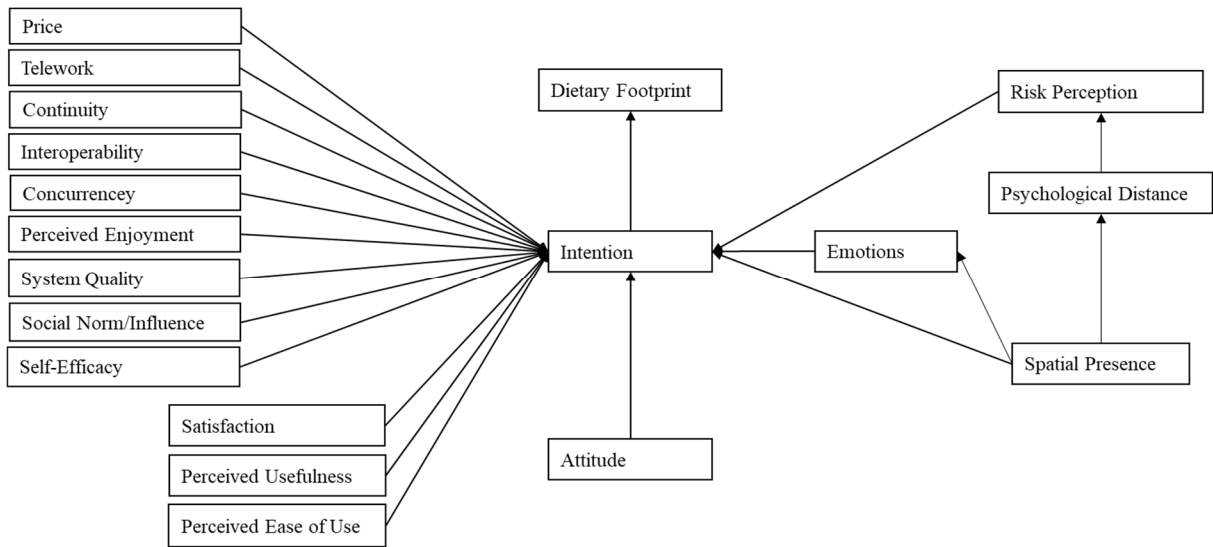 Price
Telework
Continuity
Interoperability
Concurrencey
Perceived Enjoyment
System Quality
Social Norm/Influence
Self-Efficacy
Satisfaction
Perceived Usefulness
Perceived Ease of Use
Dietary Footprint
Intention
Attitude
Emotions
Risk Perception
Psychological Distance
Spatial Presence